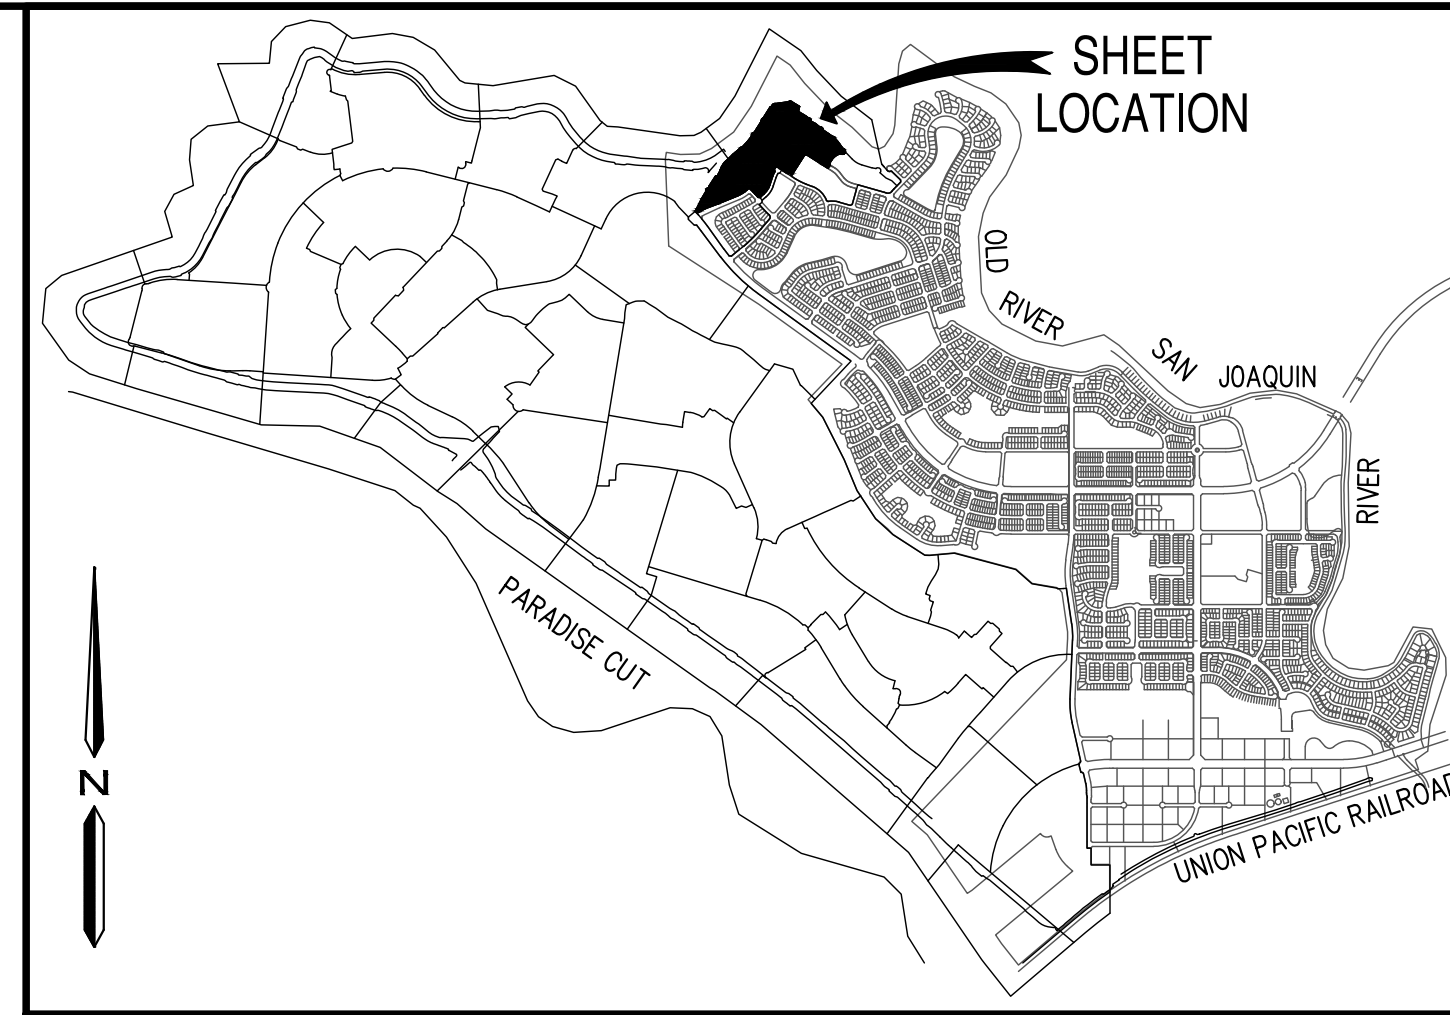 SHEET
LOCATION
OLD
RIVER
SAN
JOAQUIN
RIVER
PARADISE CUT
N
UNION PACIFIC RAILROAD